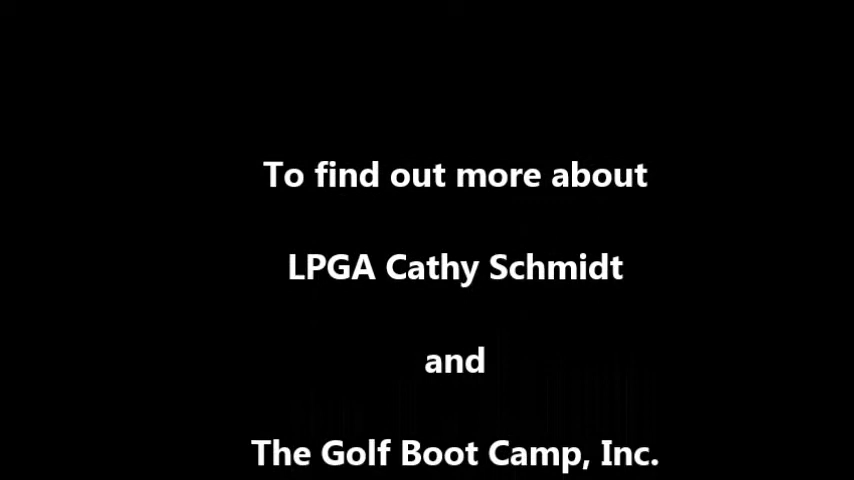 To find out more about
LPGA Cathy Schmidt
and
The Golf Boot Camp, Inc.